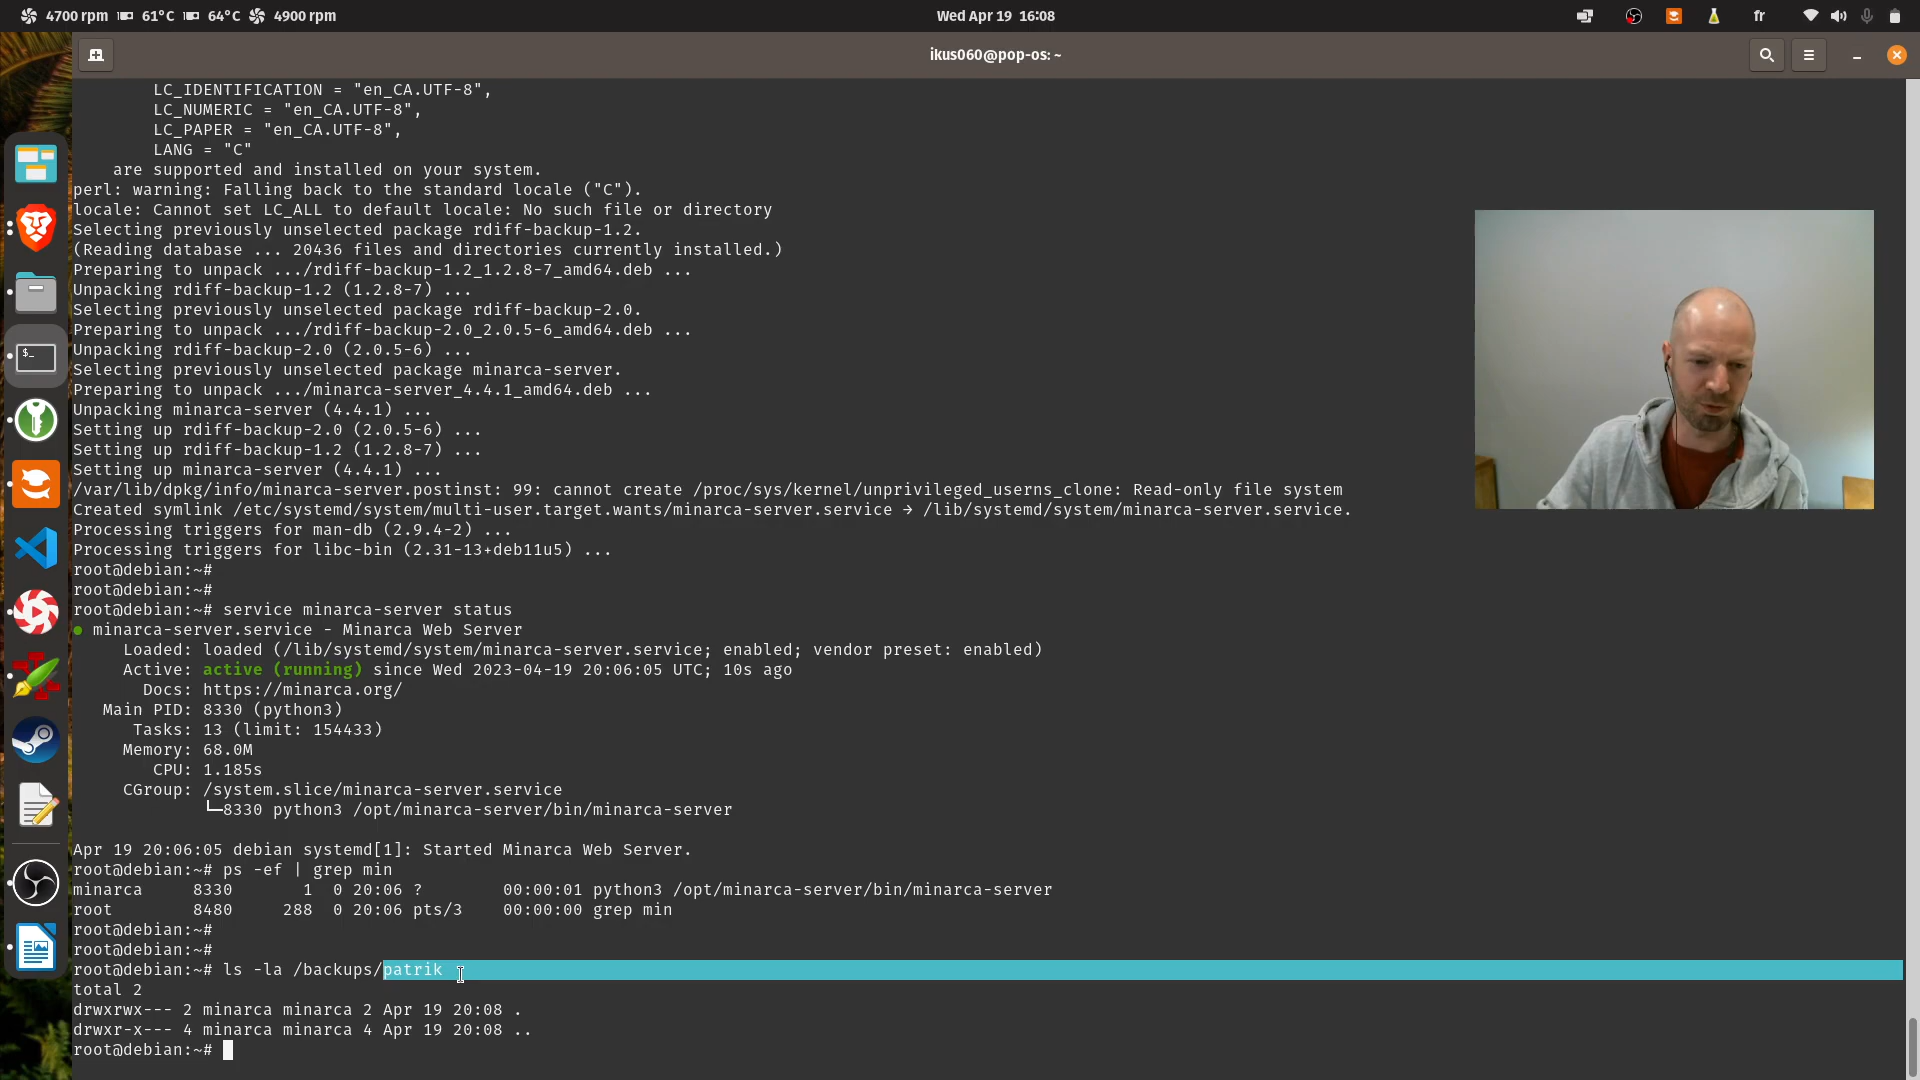 4700 rpm 61°C 64°C 4900 rpm
Wed Apr 19 16:08
fr
ikus060@pop-os: ~
LC_IDENTIFICATION = "en_CA.UTF-8",
LC_NUMERIC = "en_CA.UTF-8",
LC_PAPER = "en_CA.UTF-8",
LANG = "C"
are supported and installed on your system.
perl: warning: Falling back to the standard locale ("C").
locale: Cannot set LC_ALL to default locale: No such file or directory
Selecting previously unselected package rdiff-backup-1.2.
(Reading database ... 20436 files and directories currently installed.)
Preparing to unpack .../rdiff-backup-1.2_1.2.8-7_amd64.deb ...
Unpacking rdiff-backup-1.2 (1.2.8-7) ...
Selecting previously unselected package rdiff-backup-2.0.
Preparing to unpack .../rdiff-backup-2.0_2.0.5-6_amd64.deb ...
Unpacking rdiff-backup-2.0 (2.0.5-6) ...
Selecting previously unselected package minarca-server.
Preparing to unpack .../minarca-server_4.4.1_amd64.deb ...
Unpacking minarca-server (4.4.1) ...
Setting up rdiff-backup-2.0 (2.0.5-6) ...
Setting up rdiff-backup-1.2 (1.2.8-7) ...
Setting up minarca-server (4.4.1) ...
/var/lib/dpkg/info/minarca-server.postinst: 99: cannot create /proc/sys/kernel/unprivileged_userns_clone: Read-only file system
Created symlink /etc/systemd/system/multi-user.target.wants/minarca-server.service → /lib/systemd/system/minarca-server.service.
Processing triggers for man-db (2.9.4-2) ...
Processing triggers for libc-bin (2.31-13+deb11u5) ...
root@debian:~#
root@debian:~#
root@debian:~# service minarca-server status
● minarca-server.service - Minarca Web Server
Loaded: loaded (/lib/systemd/system/minarca-server.service; enabled; vendor preset: enabled)
Active: active (running) since Wed 2023-04-19 20:06:05 UTC; 10s ago
Docs: https://minarca.org/
Main PID: 8330 (python3)
Tasks: 13 (limit: 154433)
Memory: 68.0M
CPU: 1.185s
CGroup: /system.slice/minarca-server.service
└─8330 python3 /opt/minarca-server/bin/minarca-server
Apr 19 20:06:05 debian systemd[1]: Started Minarca Web Server.
root@debian:~# ps -ef | grep min
minarca 8330 1 0 20:06 ? 00:00:01 python3 /opt/minarca-server/bin/minarca-server
root 8480 288 0 20:06 pts/3 00:00:00 grep min
root@debian:~#
root@debian:~#
root@debian:~# ls -la /backups/patrik
total 2
drwxrwx--- 2 minarca minarca 2 Apr 19 20:08 .
drwxr-x--- 4 minarca minarca 4 Apr 19 20:08 ..
root@debian:~#